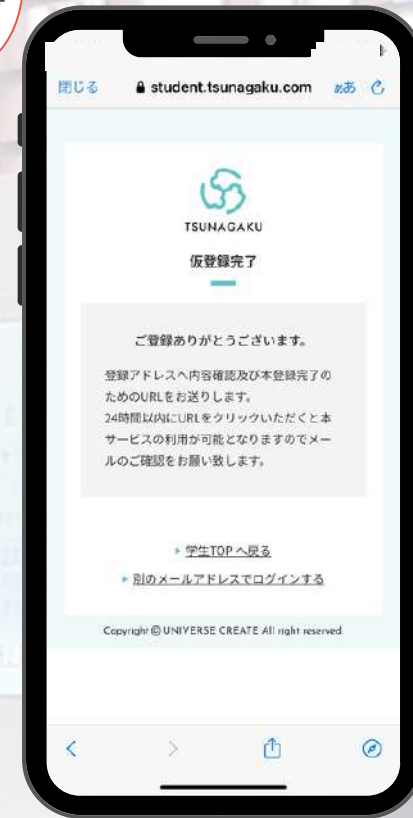 閉じる
student.tsunagaku.com
ああ
TSUNAGAKU
仮登録完了
ご登録ありがとうございます。
登録アドレスへ内容確認及び本登録完了の
ためのURLをお送りします。
24時間以内にURLをクリックいただくと本
サービスの利用が可能となりますのでメー
ルのご確認をお願い致します。
学生TOPへ戻る
別のメールアドレスでログインする
Copyright © UNIVERSE CREATE All right reserved.